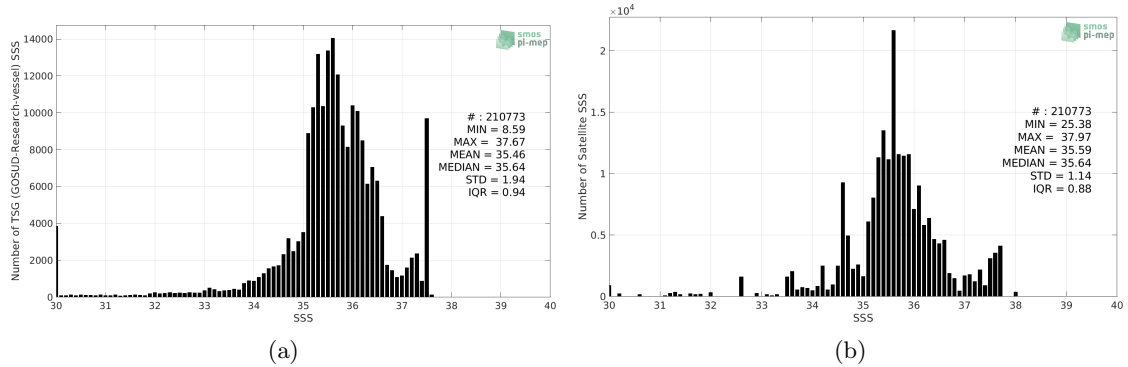 smos
pi-mep
14000
12000
10000
8000
6000
4000
2000
0
Number of TSG (GOSUD-Research-vessel) SSS
# : 210773
MIN = 8.59
MAX = 37.67
MEAN = 35.46
MEDIAN = 35.64
STD = 1.94
IQR = 0.94
30 31 32 33 34 35 36 37 38 39 40
SSS
(a)
×10⁴
smos
pi-mep
2
1.5
1
0.5
0
Number of Satellite SSS
# : 210773
MIN = 25.38
MAX = 37.97
MEAN = 35.59
MEDIAN = 35.64
STD = 1.14
IQR = 0.88
30 31 32 33 34 35 36 37 38 39 40
SSS
(b)